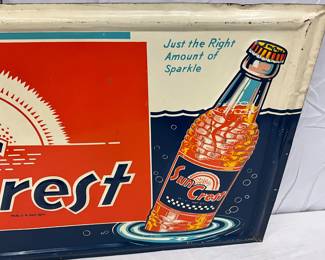 Just the Right
Amount of
Sparkle
rest
Sun
Crest